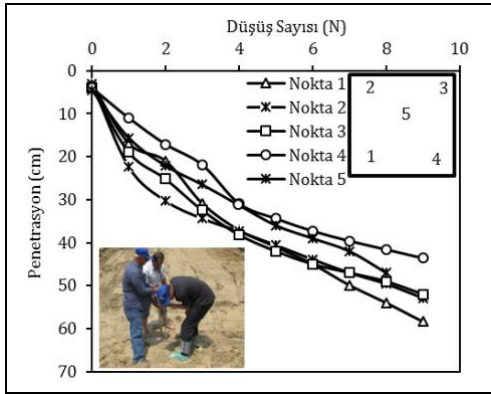 Düşüş Sayısı (N)
0 2 4 6 8 10
0
10
20
30
40
50
60
70
Penetrasyon (cm)
Nokta 1
Nokta 2
Nokta 3
Nokta 4
Nokta 5
2 3
5
1 4